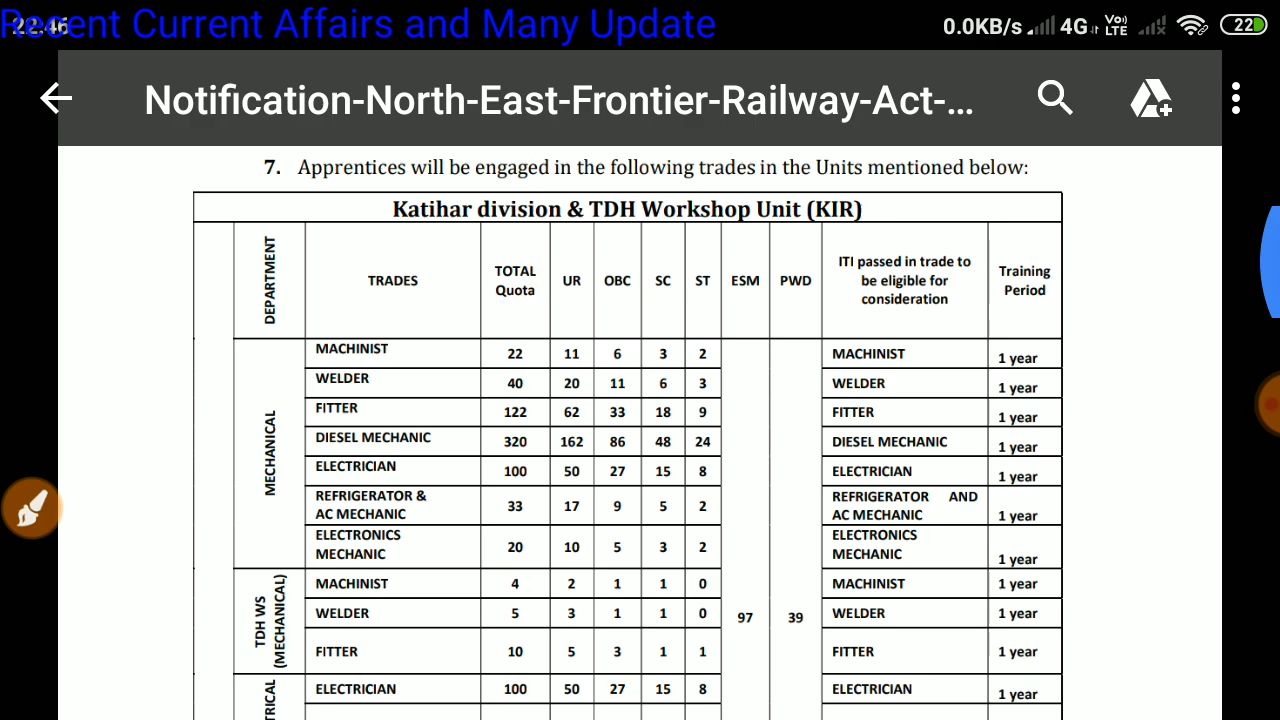 Recent Current Affairs and Many Update
22.46
0.0KB/s 4G Vo) LTE 22
Notification-North-East-Frontier-Railway-Act-...
7. Apprentices will be engaged in the following trades in the Units mentioned below:
Katihar division & TDH Workshop Unit (KIR)
DEPARTMENT TRADES TOTAL Quota UR OBC SC ST ESM PWD ITI passed in trade to be eligible for consideration Training Period
MECHANICAL
MACHINIST 22 11 6 3 2 MACHINIST 1 year
WELDER 40 20 11 6 3 WELDER 1 year
FITTER 122 62 33 18 9 FITTER 1 year
DIESEL MECHANIC 320 162 86 48 24 DIESEL MECHANIC 1 year
ELECTRICIAN 100 50 27 15 8 ELECTRICIAN 1 year
REFRIGERATOR & AC MECHANIC 33 17 9 5 2 REFRIGERATOR AND AC MECHANIC 1 year
ELECTRONICS MECHANIC 20 10 5 3 2 ELECTRONICS MECHANIC 1 year
TDH WS (MECHANICAL)
MACHINIST 4 2 1 1 0 MACHINIST 1 year
WELDER 5 3 1 1 0 97 39 WELDER 1 year
FITTER 10 5 3 1 1 FITTER 1 year
TRICAL
ELECTRICIAN 100 50 27 15 8 ELECTRICIAN 1 year